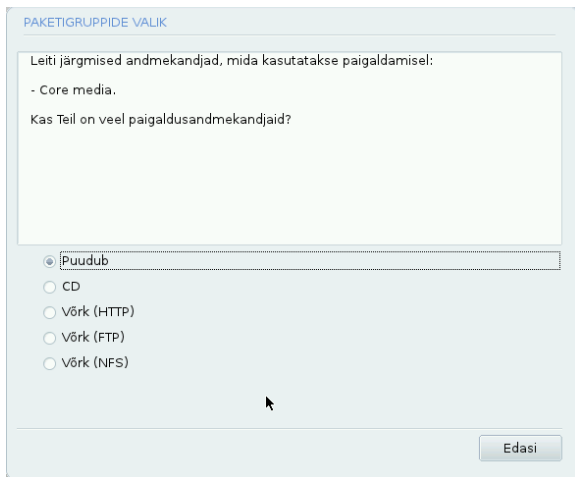 PAKETIGRUPPIDE VALIK
Leiti järgmised andmekandjad, mida kasutatakse paigaldamisel:
- Core media.
Kas Teil on veel paigaldusandmekandjaid?
Puudub
CD
Võrk (HTTP)
Võrk (FTP)
Võrk (NFS)
Edasi